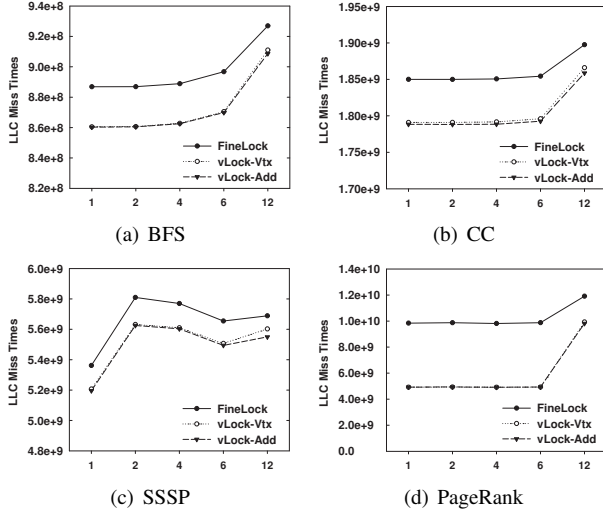 9.4e+8
9.2e+8
9.0e+8
8.8e+8
8.6e+8
8.4e+8
8.2e+8
LLC Miss Times
FineLock
vLock-Vtx
vLock-Add
1 2 4 6 12
(a) BFS
1.95e+9
1.90e+9
1.85e+9
1.80e+9
1.75e+9
1.70e+9
LLC Miss Times
FineLock
vLock-Vtx
vLock-Add
1 2 4 6 12
(b) CC
6.0e+9
5.8e+9
5.6e+9
5.4e+9
5.2e+9
5.0e+9
4.8e+9
LLC Miss Times
FineLock
vLock-Vtx
vLock-Add
1 2 4 6 12
(c) SSSP
1.4e+10
1.2e+10
1.0e+10
8.0e+9
6.0e+9
4.0e+9
2.0e+9
0.0
LLC Miss Times
FineLock
vLock-Vtx
vLock-Add
1 2 4 6 12
(d) PageRank